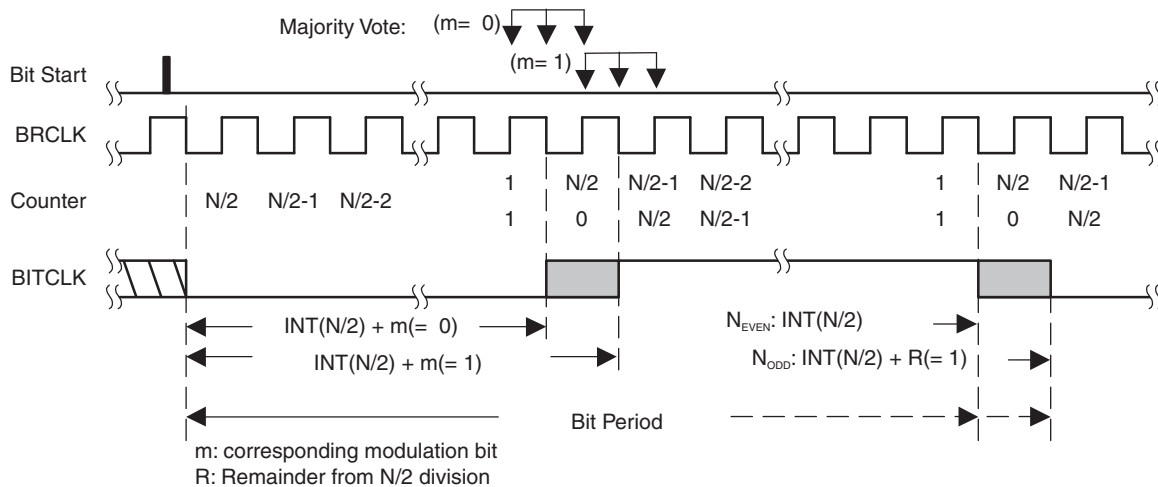 Majority Vote: (m= 0)
(m= 1)
Bit Start
BRCLK
Counter
N/2 N/2-1 N/2-2 1 N/2 N/2-1 N/2-2 1 N/2 N/2-1
1 0 N/2 N/2-1 1 0 N/2
BITCLK
INT(N/2) + m(= 0) NEVEN: INT(N/2)
INT(N/2) + m(= 1) NODD: INT(N/2) + R(= 1)
Bit Period
m: corresponding modulation bit
R: Remainder from N/2 division